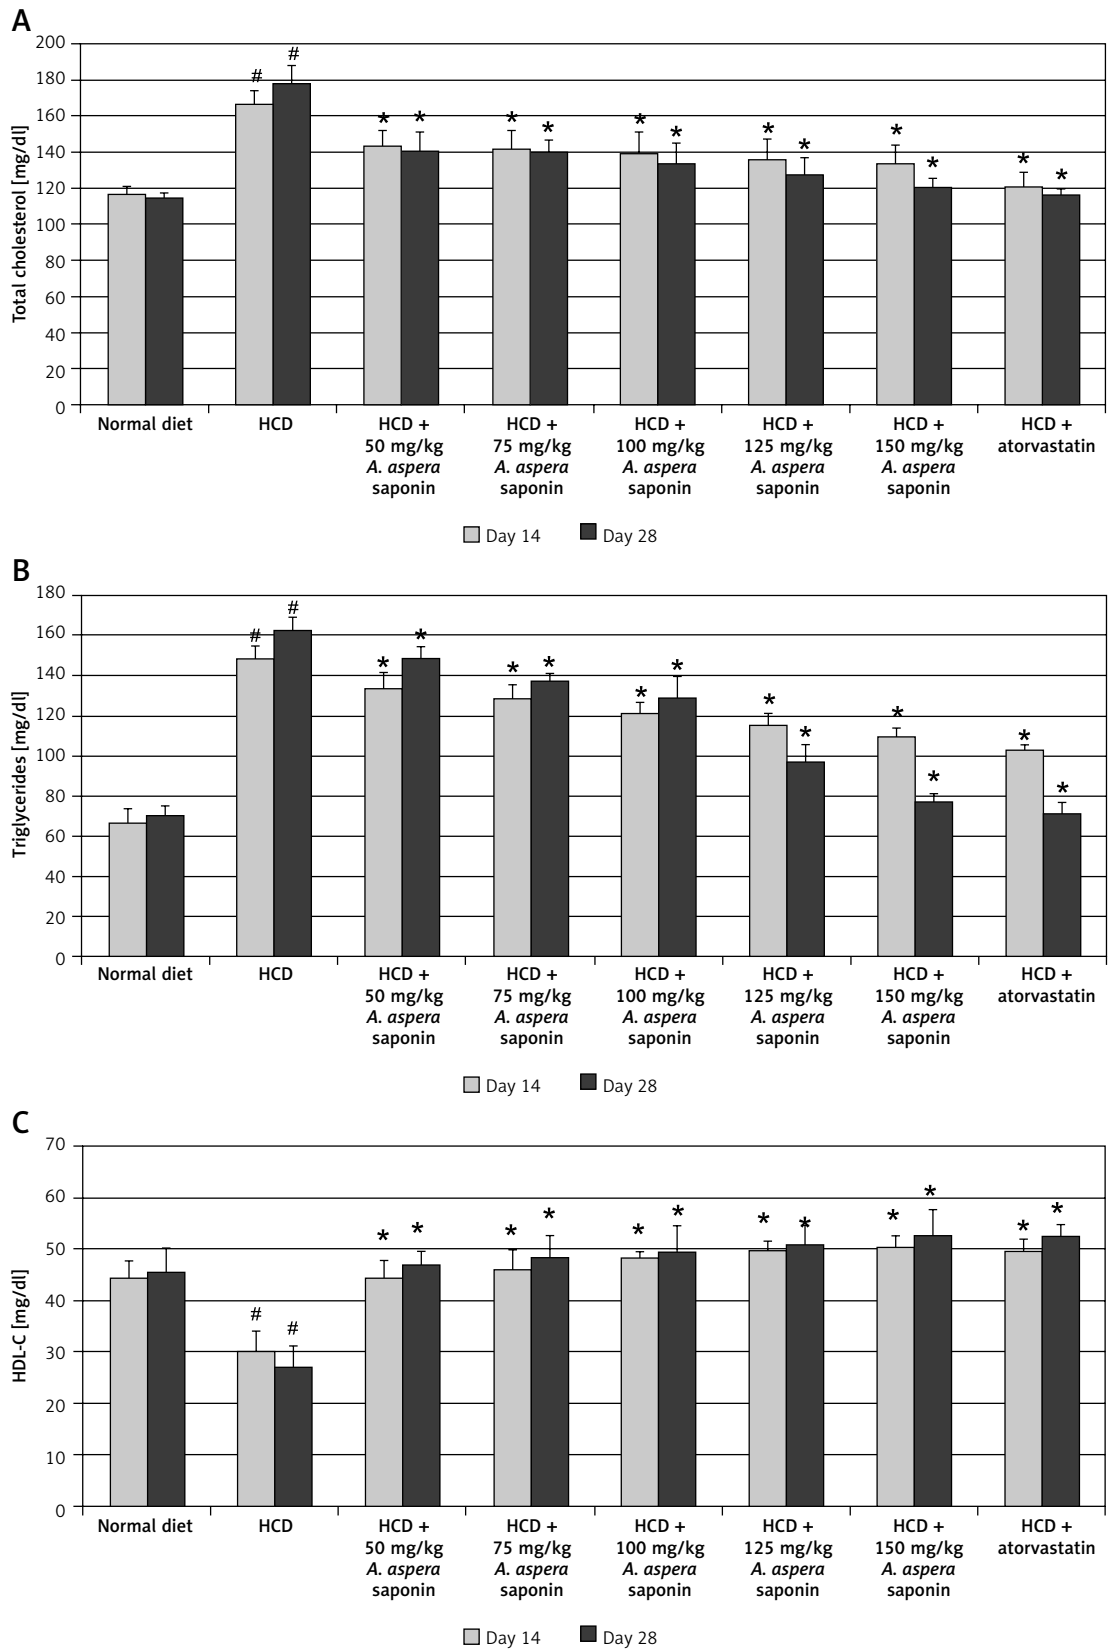 A
Total cholesterol [mg/dl]
200
180
160
140
120
100
80
60
40
20
0
# # * * * * * * * * * * * *
Normal diet HCD HCD + HCD + HCD + HCD + HCD + HCD +
50 mg/kg 75 mg/kg 100 mg/kg 125 mg/kg 150 mg/kg atorvastatin
A. aspera A. aspera A. aspera A. aspera A. aspera
saponin saponin saponin saponin saponin
Day 14 Day 28
B
Triglycerides [mg/dl]
180
160
140
120
100
80
60
40
20
0
# # * * * * * * * * * * * *
Normal diet HCD HCD + HCD + HCD + HCD + HCD + HCD +
50 mg/kg 75 mg/kg 100 mg/kg 125 mg/kg 150 mg/kg atorvastatin
A. aspera A. aspera A. aspera A. aspera A. aspera
saponin saponin saponin saponin saponin
Day 14 Day 28
C
HDL-C [mg/dl]
70
60
50
40
30
20
10
0
# # * * * * * * * * * * * *
Normal diet HCD HCD + HCD + HCD + HCD + HCD + HCD +
50 mg/kg 75 mg/kg 100 mg/kg 125 mg/kg 150 mg/kg atorvastatin
A. aspera A. aspera A. aspera A. aspera A. aspera
saponin saponin saponin saponin saponin
Day 14 Day 28